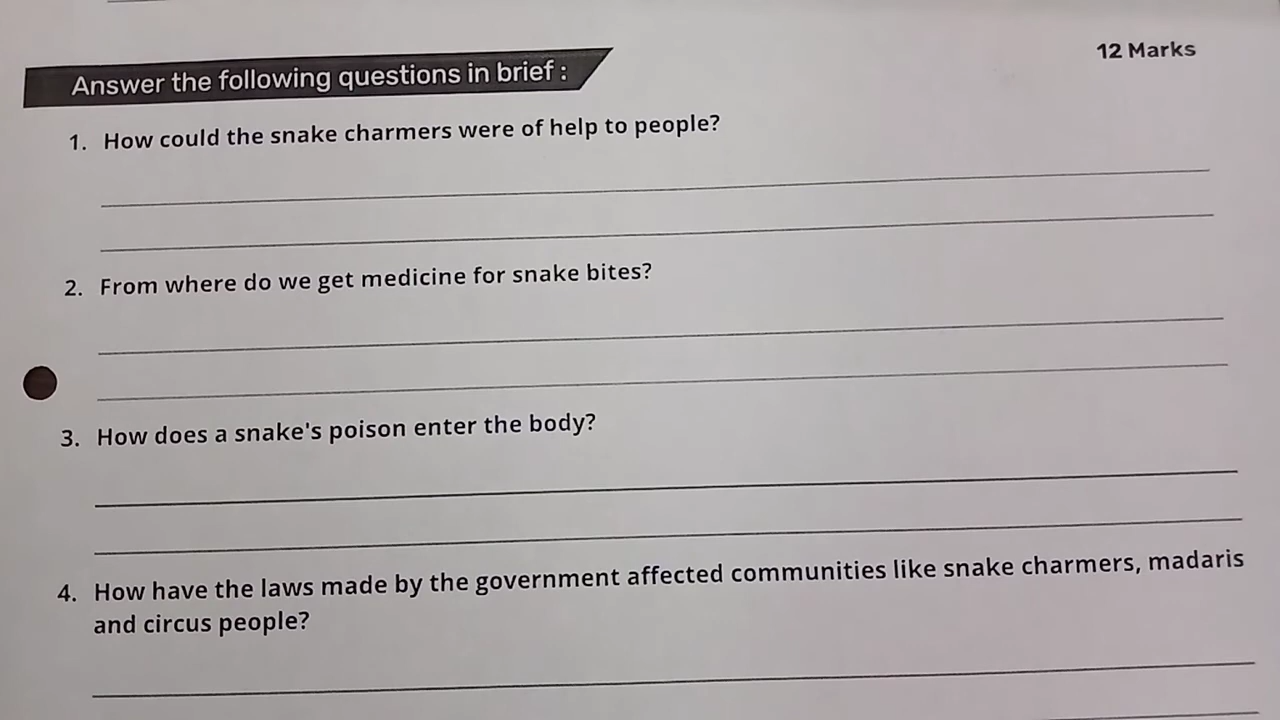 12 Marks
Answer the following questions in brief :
1. How could the snake charmers were of help to people?
2. From where do we get medicine for snake bites?
3. How does a snake's poison enter the body?
4. How have the laws made by the government affected communities like snake charmers, madaris
and circus people?